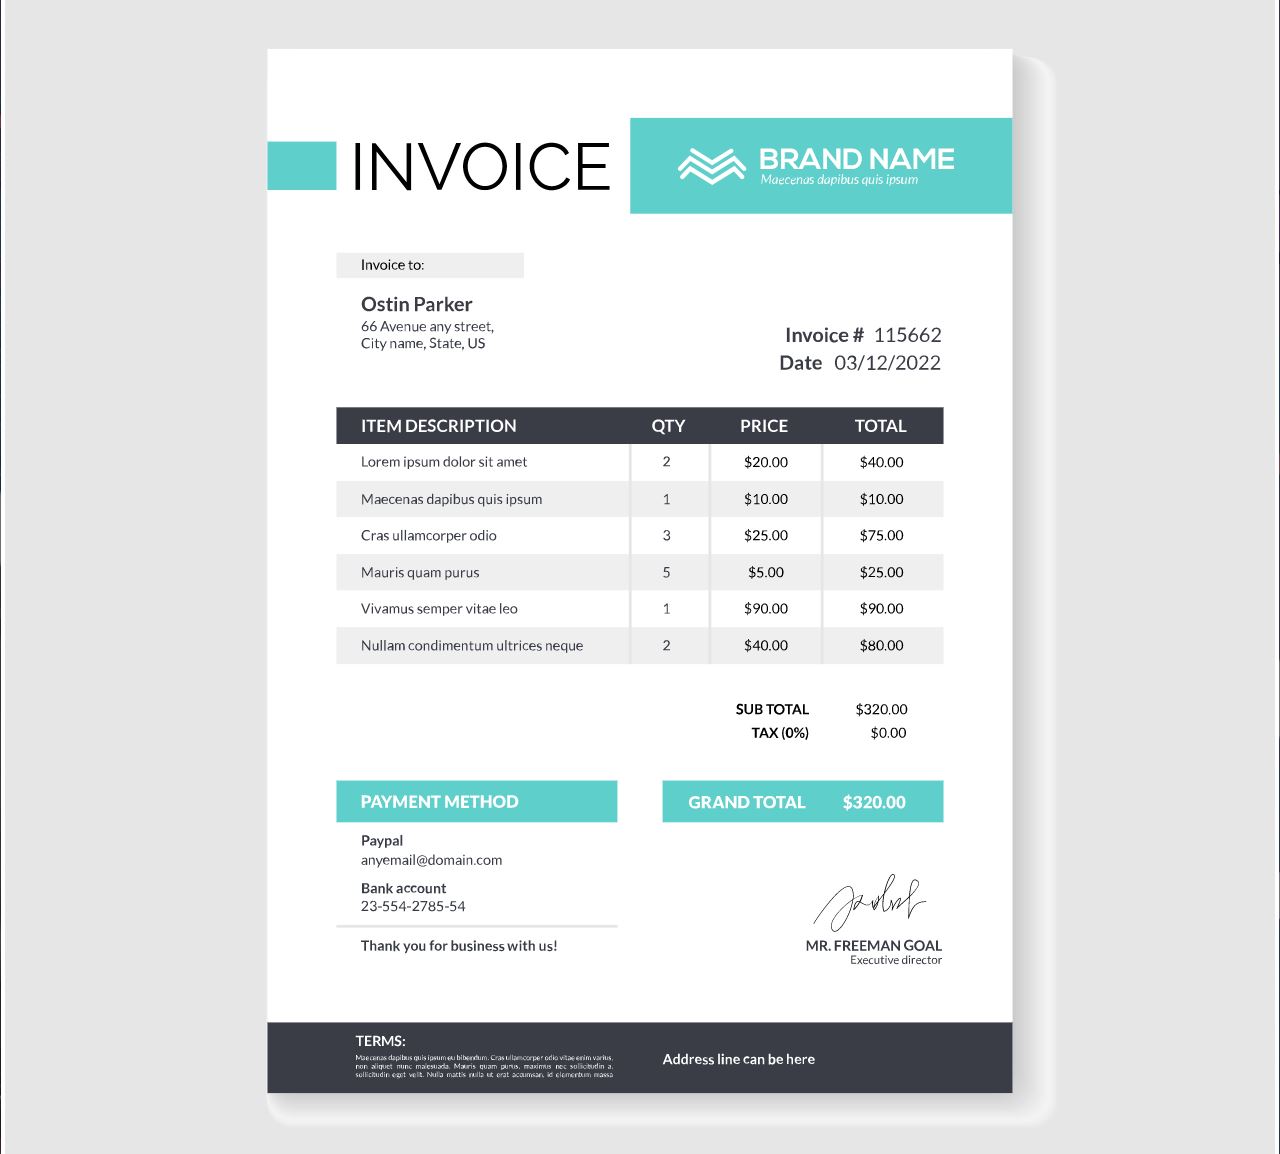 INVOICE
BRAND NAME
Maecenas dapibus quis ipsum
Invoice to:
Ostin Parker
66 Avenue any street,
City name, State, US
Invoice # 115662
Date 03/12/2022
ITEM DESCRIPTION QTY PRICE TOTAL
Lorem ipsum dolor sit amet 2 $20.00 $40.00
Maecenas dapibus quis ipsum 1 $10.00 $10.00
Cras ullamcorper odio 3 $25.00 $75.00
Mauris quam purus 5 $5.00 $25.00
Vivamus semper vitae leo 1 $90.00 $90.00
Nullam condimentum ultrices neque 2 $40.00 $80.00
SUB TOTAL $320.00
TAX (0%) $0.00
PAYMENT METHOD
GRAND TOTAL $320.00
Paypal
anyemail@domain.com
Bank account
23-554-2785-54
Thank you for business with us!
MR. FREEMAN GOAL
Executive director
TERMS:
Maecenas dapibus quis ipsum eu bibendum. Cras ullamcorper odio vitae enim varius,
non aliquet nunc malesuada. Mauris quam purus, maximus nec sollicitudin a,
sollicitudin eget velit. Nulla mattis nulla ut erat accumsan, id elementum massa
Address line can be here